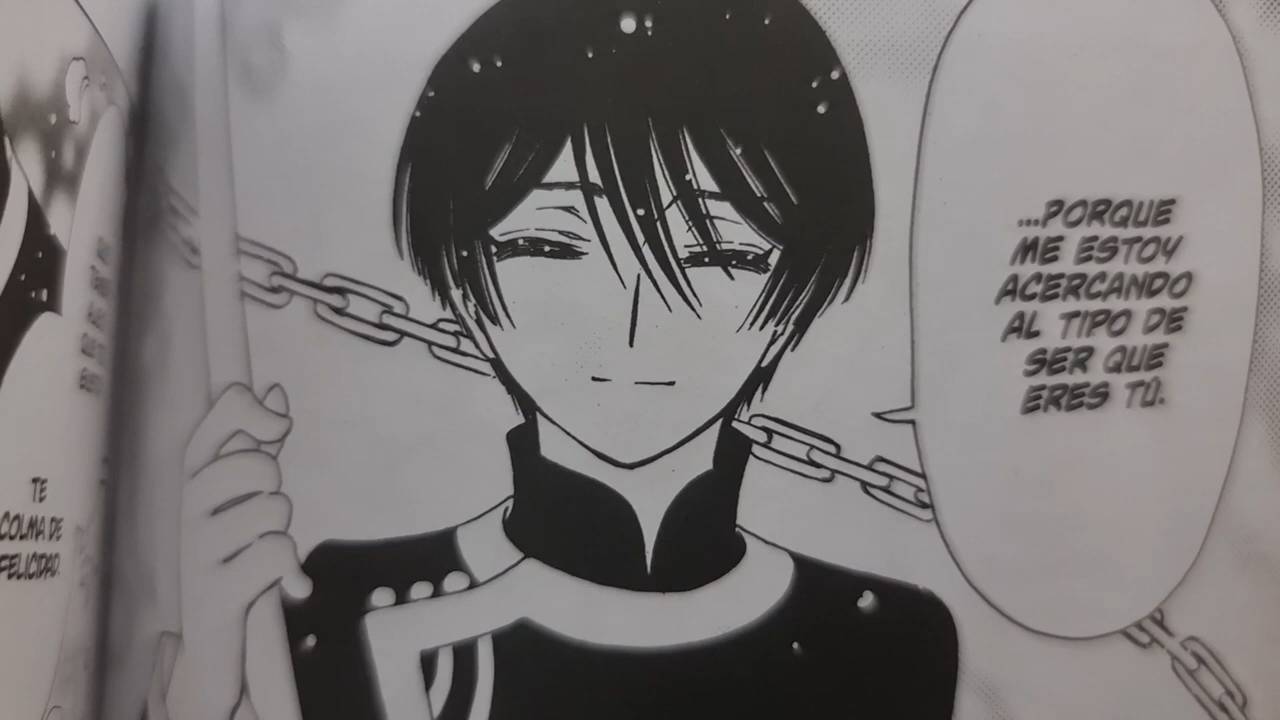 ...PORQUE
ME ESTOY
ACERCANDO
AL TIPO DE
SER QUE
ERES TÚ.
TE
COLMA DE
FELICIDAD.